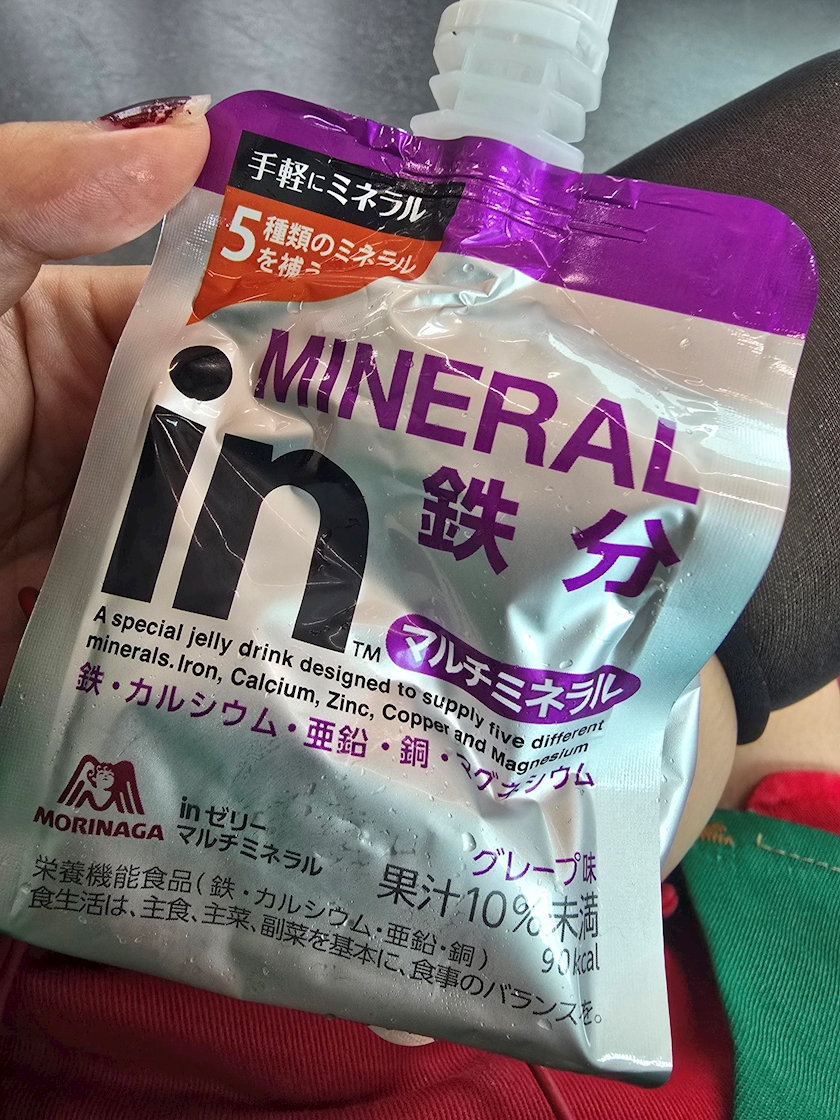 手軽にミネラル
5種類のミネラル
を補う
MINERAL
in
鉄分
TM
マルチミネラル
A special jelly drink designed to supply five different
minerals. Iron, Calcium, Zinc, Copper and Magnesium
鉄・カルシウム・亜鉛・銅・マグネシウム
MORINAGA
inゼリー
マルチミネラル
グレープ味
果汁10%未満
90kcal
栄養機能食品(鉄・カルシウム・亜鉛・銅)
食生活は、主食、主菜、副菜を基本に、食事のバランスを。